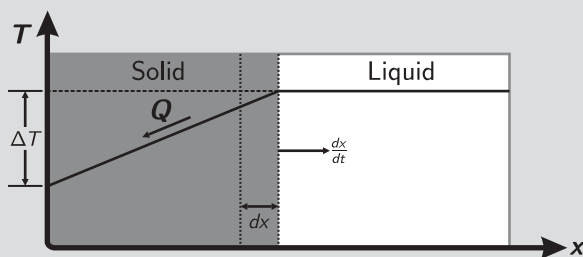 T
Solid
Liquid
Q
ΔT
dx/dt
dx
x